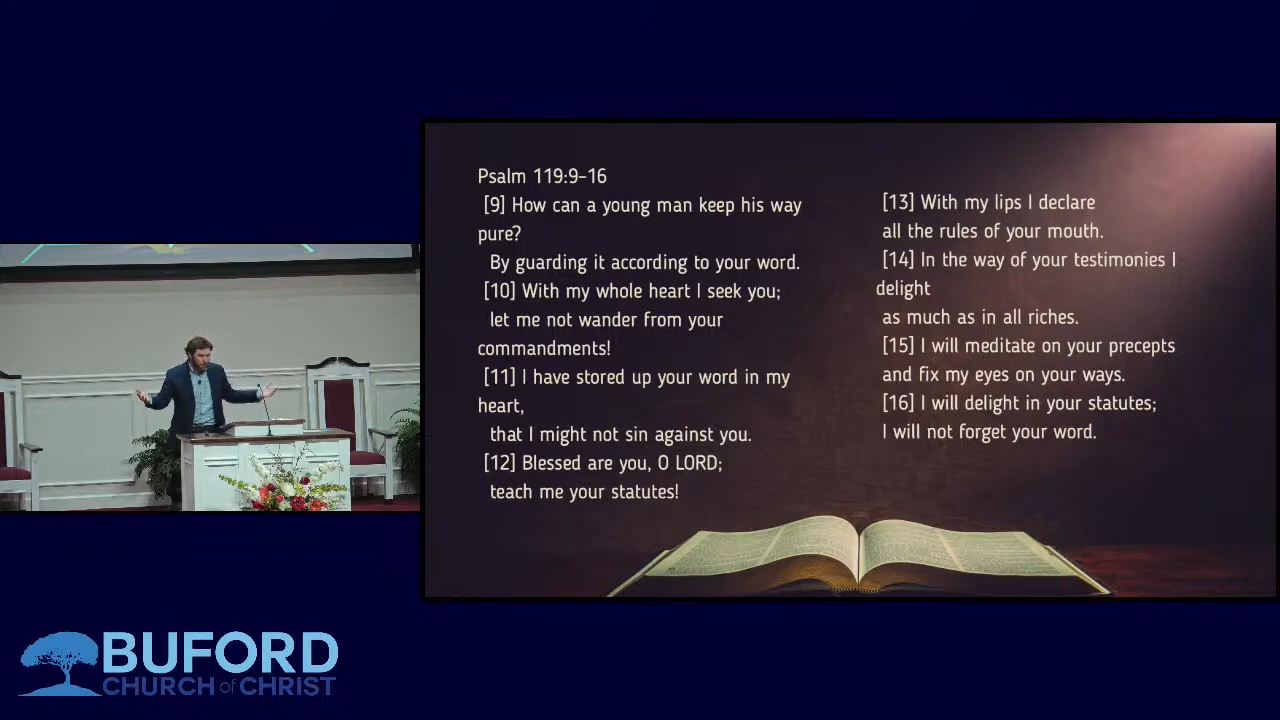 Psalm 119:9-16
[9] How can a young man keep his way
pure?
By guarding it according to your word.
[10] With my whole heart I seek you;
let me not wander from your
commandments!
[11] I have stored up your word in my
heart,
that I might not sin against you.
[12] Blessed are you, O LORD;
teach me your statutes!
[13] With my lips I declare
all the rules of your mouth.
[14] In the way of your testimonies I
delight
as much as in all riches.
[15] I will meditate on your precepts
and fix my eyes on your ways.
[16] I will delight in your statutes;
I will not forget your word.
BUFORD
CHURCH of CHRIST